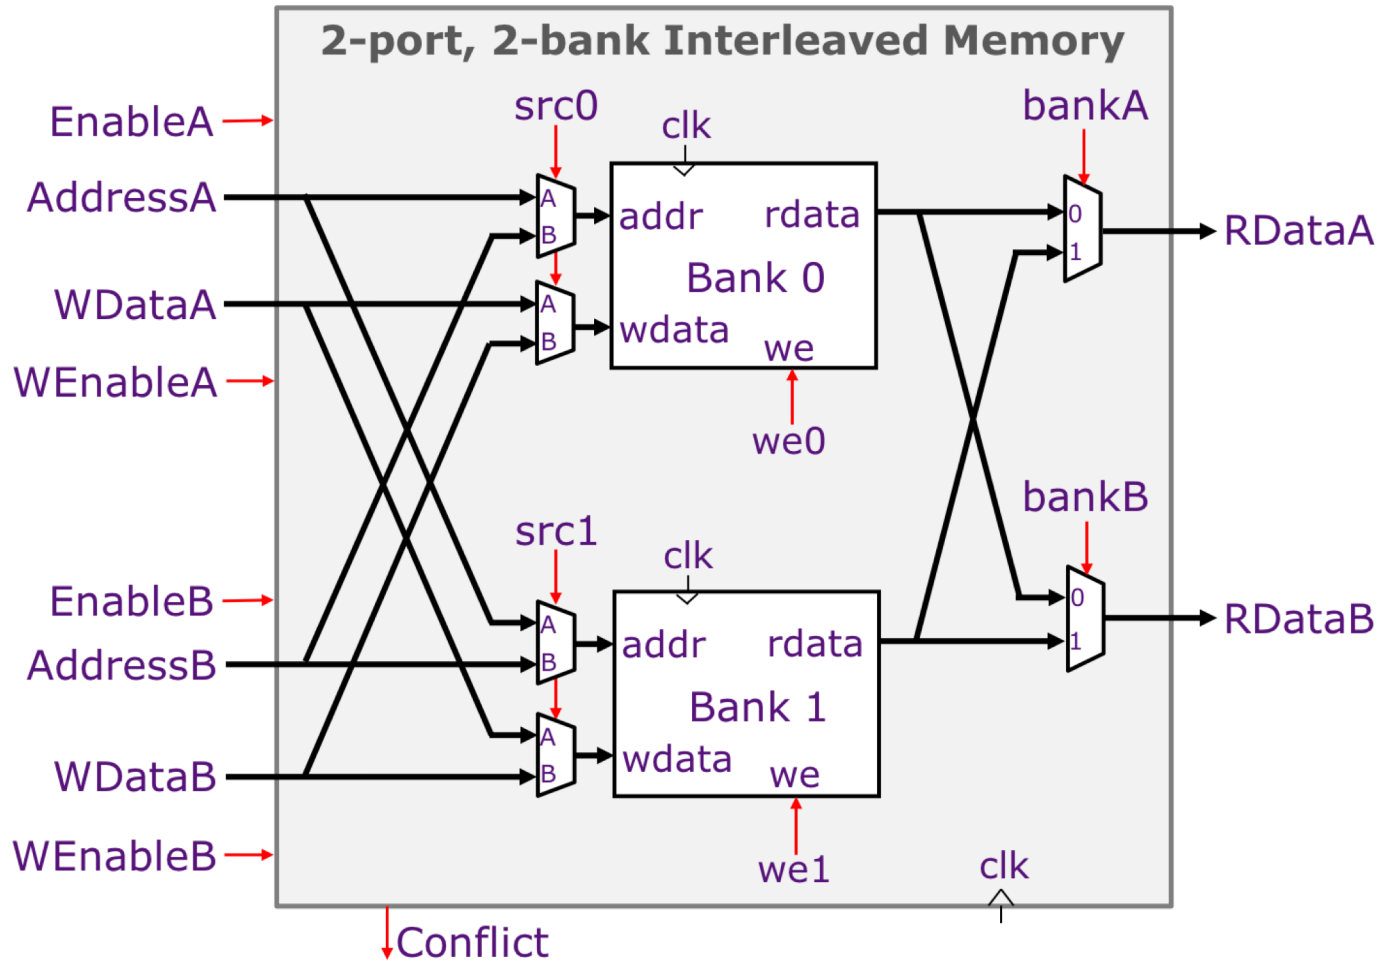 2-port, 2-bank Interleaved Memory
EnableA
AddressA
WDataA
WEnableA
EnableB
AddressB
WDataB
WEnableB
src0
A
B
A
B
clk
addr
rdata
Bank 0
wdata
we
we0
src1
A
B
A
B
clk
addr
rdata
Bank 1
wdata
we
we1
bankA
0
1
RDataA
bankB
0
1
RDataB
clk
Conflict